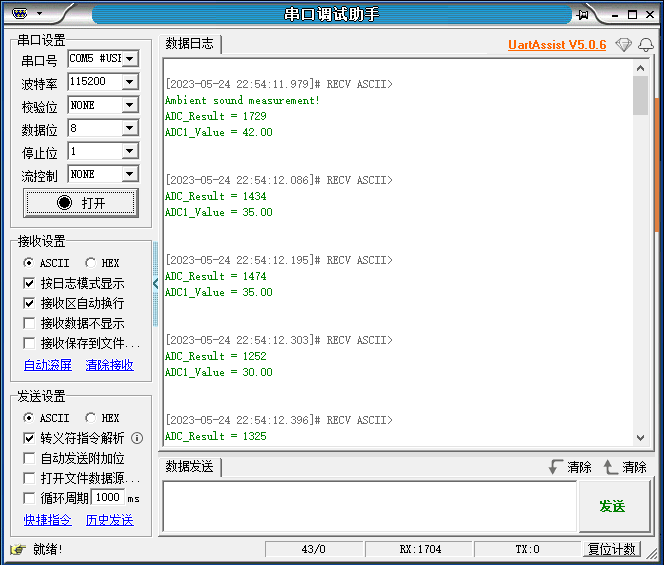 串口调试助手
串口设置
串口号 COM5 #USI
波特率 115200
校验位 NONE
数据位 8
停止位 1
流控制 NONE
打开
接收设置
ASCII HEX
按日志模式显示
接收区自动换行
接收数据不显示
接收保存到文件...
自动滚屏 清除接收
发送设置
ASCII HEX
转义符指令解析
自动发送附加位
打开文件数据源...
循环周期 1000 ms
快捷指令 历史发送
数据日志
UartAssist V5.0.6
[2023-05-24 22:54:11.979]# RECV ASCII>
Ambient sound measurement!
ADC_Result = 1729
ADC1_Value = 42.00
[2023-05-24 22:54:12.086]# RECV ASCII>
ADC_Result = 1434
ADC1_Value = 35.00
[2023-05-24 22:54:12.195]# RECV ASCII>
ADC_Result = 1474
ADC1_Value = 35.00
[2023-05-24 22:54:12.303]# RECV ASCII>
ADC_Result = 1252
ADC1_Value = 30.00
[2023-05-24 22:54:12.396]# RECV ASCII>
ADC_Result = 1325
数据发送 清除 清除
发送
就绪! 43/0 RX:1704 TX:0 复位计数